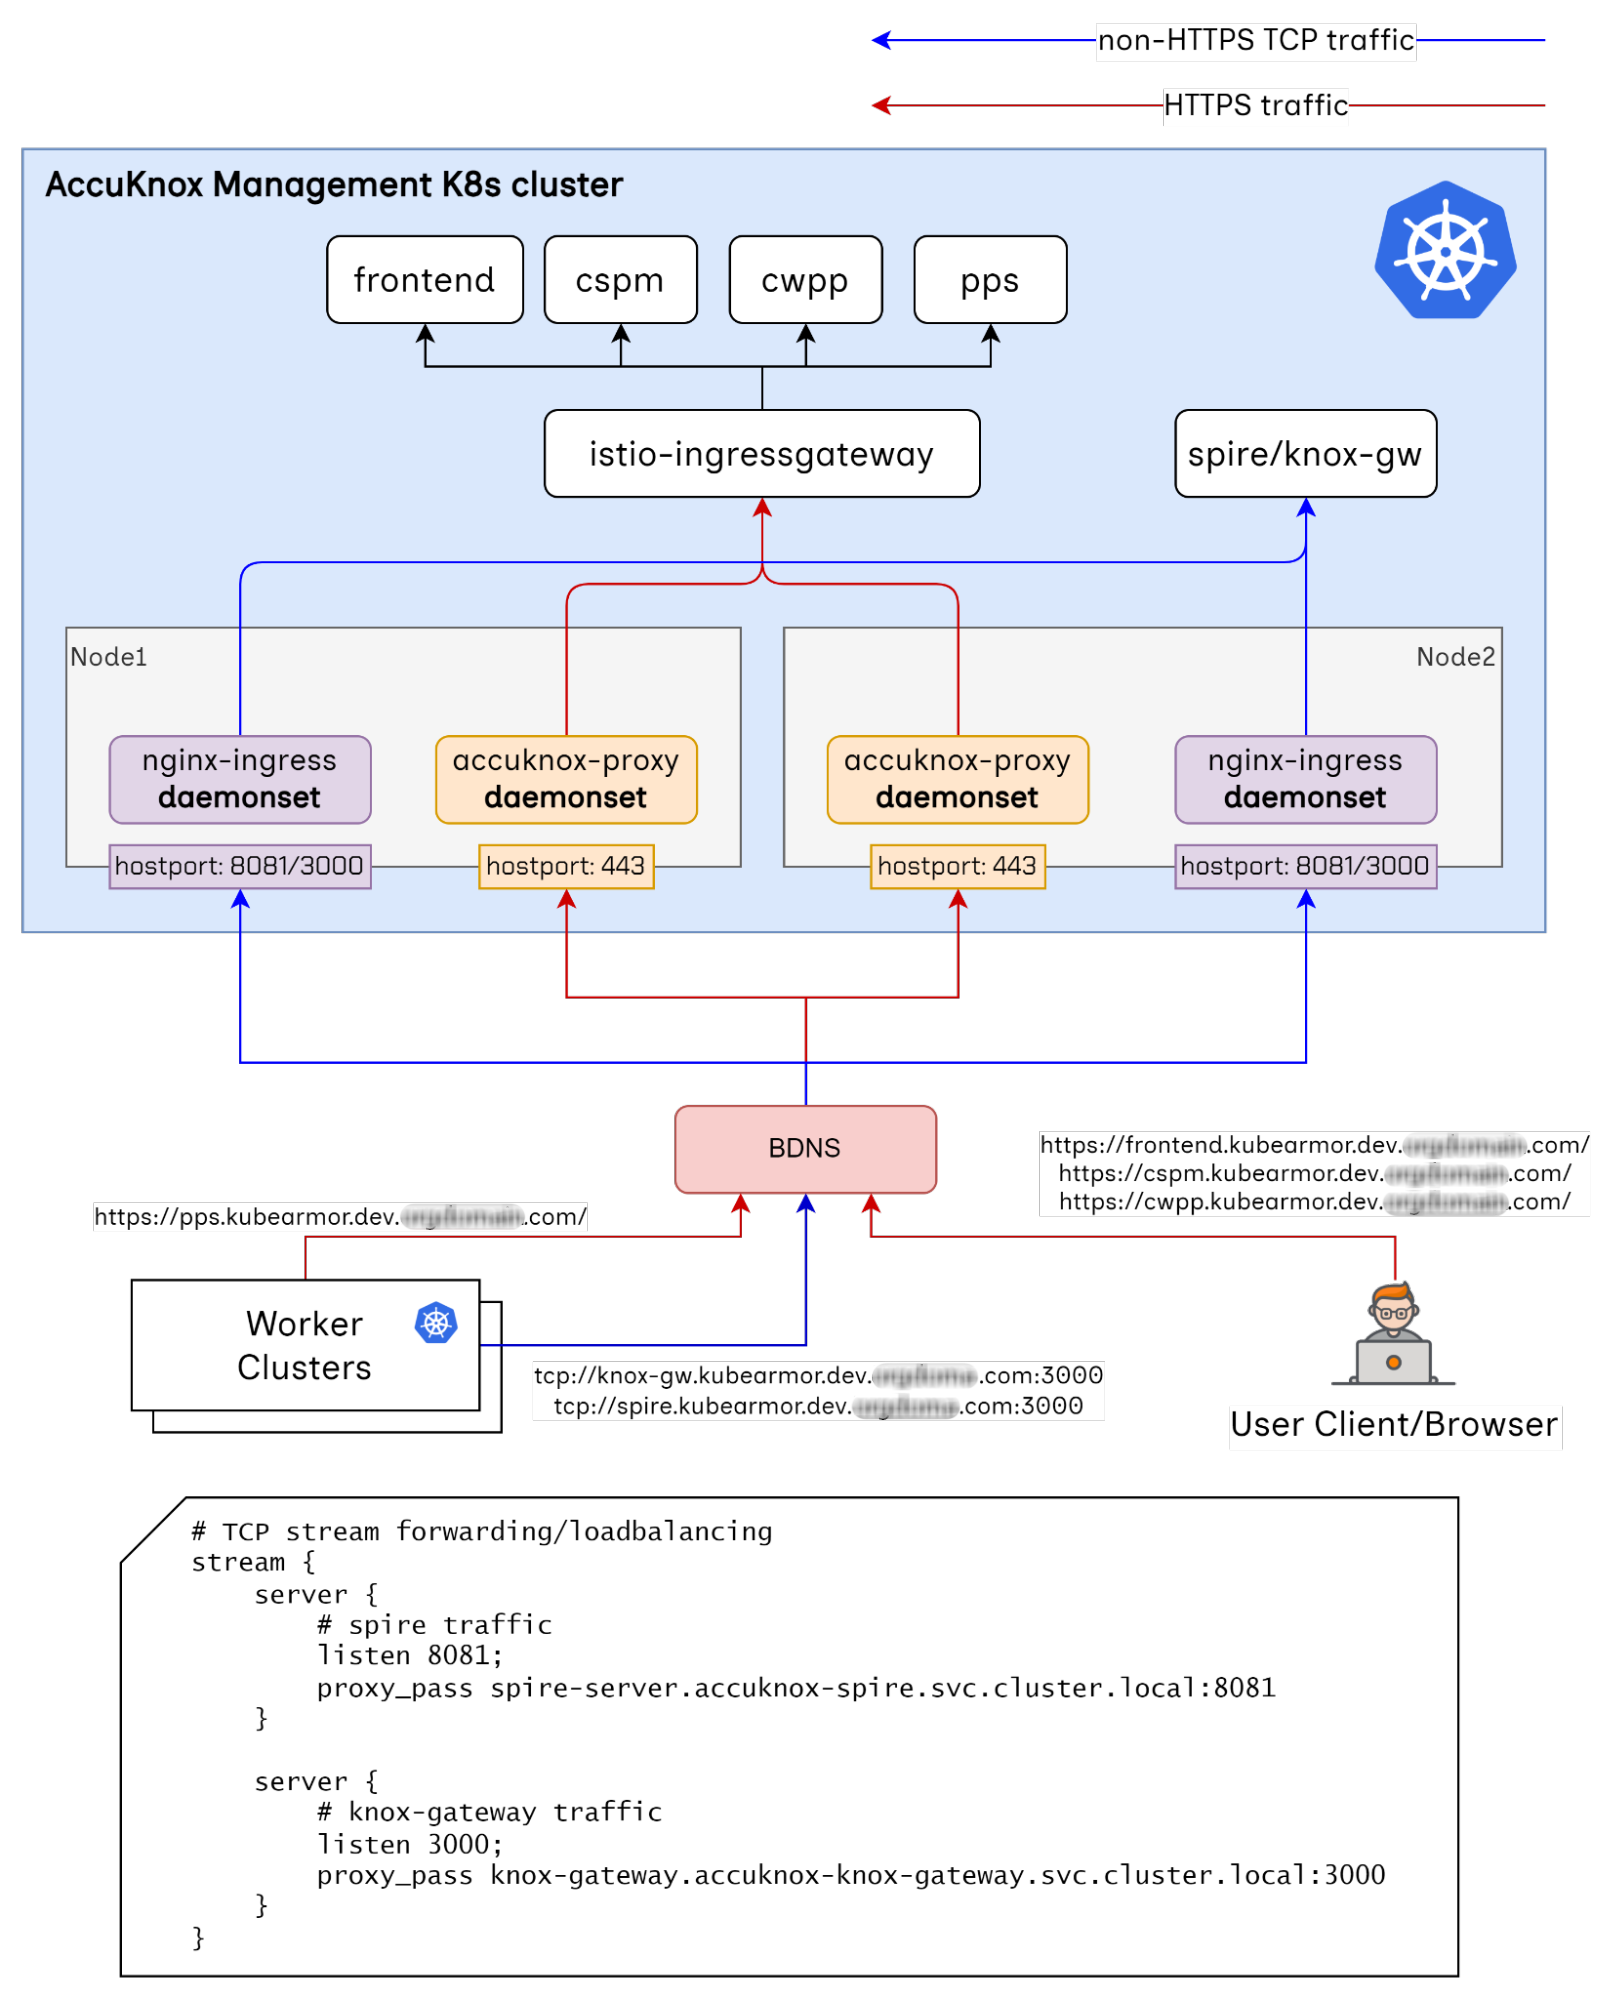 non-HTTPS TCP traffic
HTTPS traffic
AccuKnox Management K8s cluster
frontend
cspm
cwpp
pps
istio-ingressgateway
spire/knox-gw
Node1
Node2
nginx-ingress
daemonset
accuknox-proxy
daemonset
accuknox-proxy
daemonset
nginx-ingress
daemonset
hostport: 8081/3000
hostport: 443
hostport: 443
hostport: 8081/3000
BDNS
https://frontend.kubearmor.dev. .com/
https://cspm.kubearmor.dev. .com/
https://cwpp.kubearmor.dev. .com/
https://pps.kubearmor.dev. .com/
Worker
Clusters
tcp://knox-gw.kubearmor.dev. .com:3000
tcp://spire.kubearmor.dev. .com:3000
User Client/Browser
# TCP stream forwarding/loadbalancing
stream {
server {
# spire traffic
listen 8081;
proxy_pass spire-server.accuknox-spire.svc.cluster.local:8081
}
server {
# knox-gateway traffic
listen 3000;
proxy_pass knox-gateway.accuknox-knox-gateway.svc.cluster.local:3000
}
}